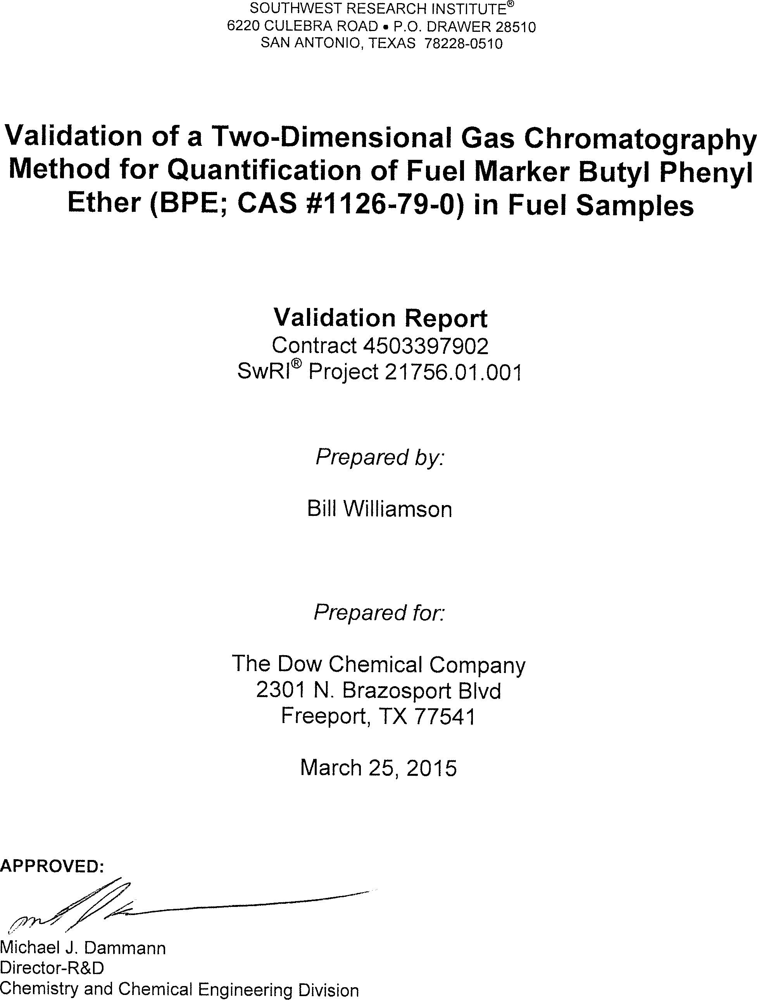 SOUTHWEST RESEARCH INSTITUTE®
6220 CULEBRA ROAD • P.O. DRAWER 28510
SAN ANTONIO, TEXAS 78228-0510
Validation of a Two-Dimensional Gas Chromatography
Method for Quantification of Fuel Marker Butyl Phenyl
Ether (BPE; CAS #1126-79-0) in Fuel Samples
Validation Report
Contract 4503397902
SwRI® Project 21756.01.001
Prepared by:
Bill Williamson
Prepared for:
The Dow Chemical Company
2301 N. Brazosport Blvd
Freeport, TX 77541
March 25, 2015
APPROVED:
Michael J. Dammann
Director-R&D
Chemistry and Chemical Engineering Division